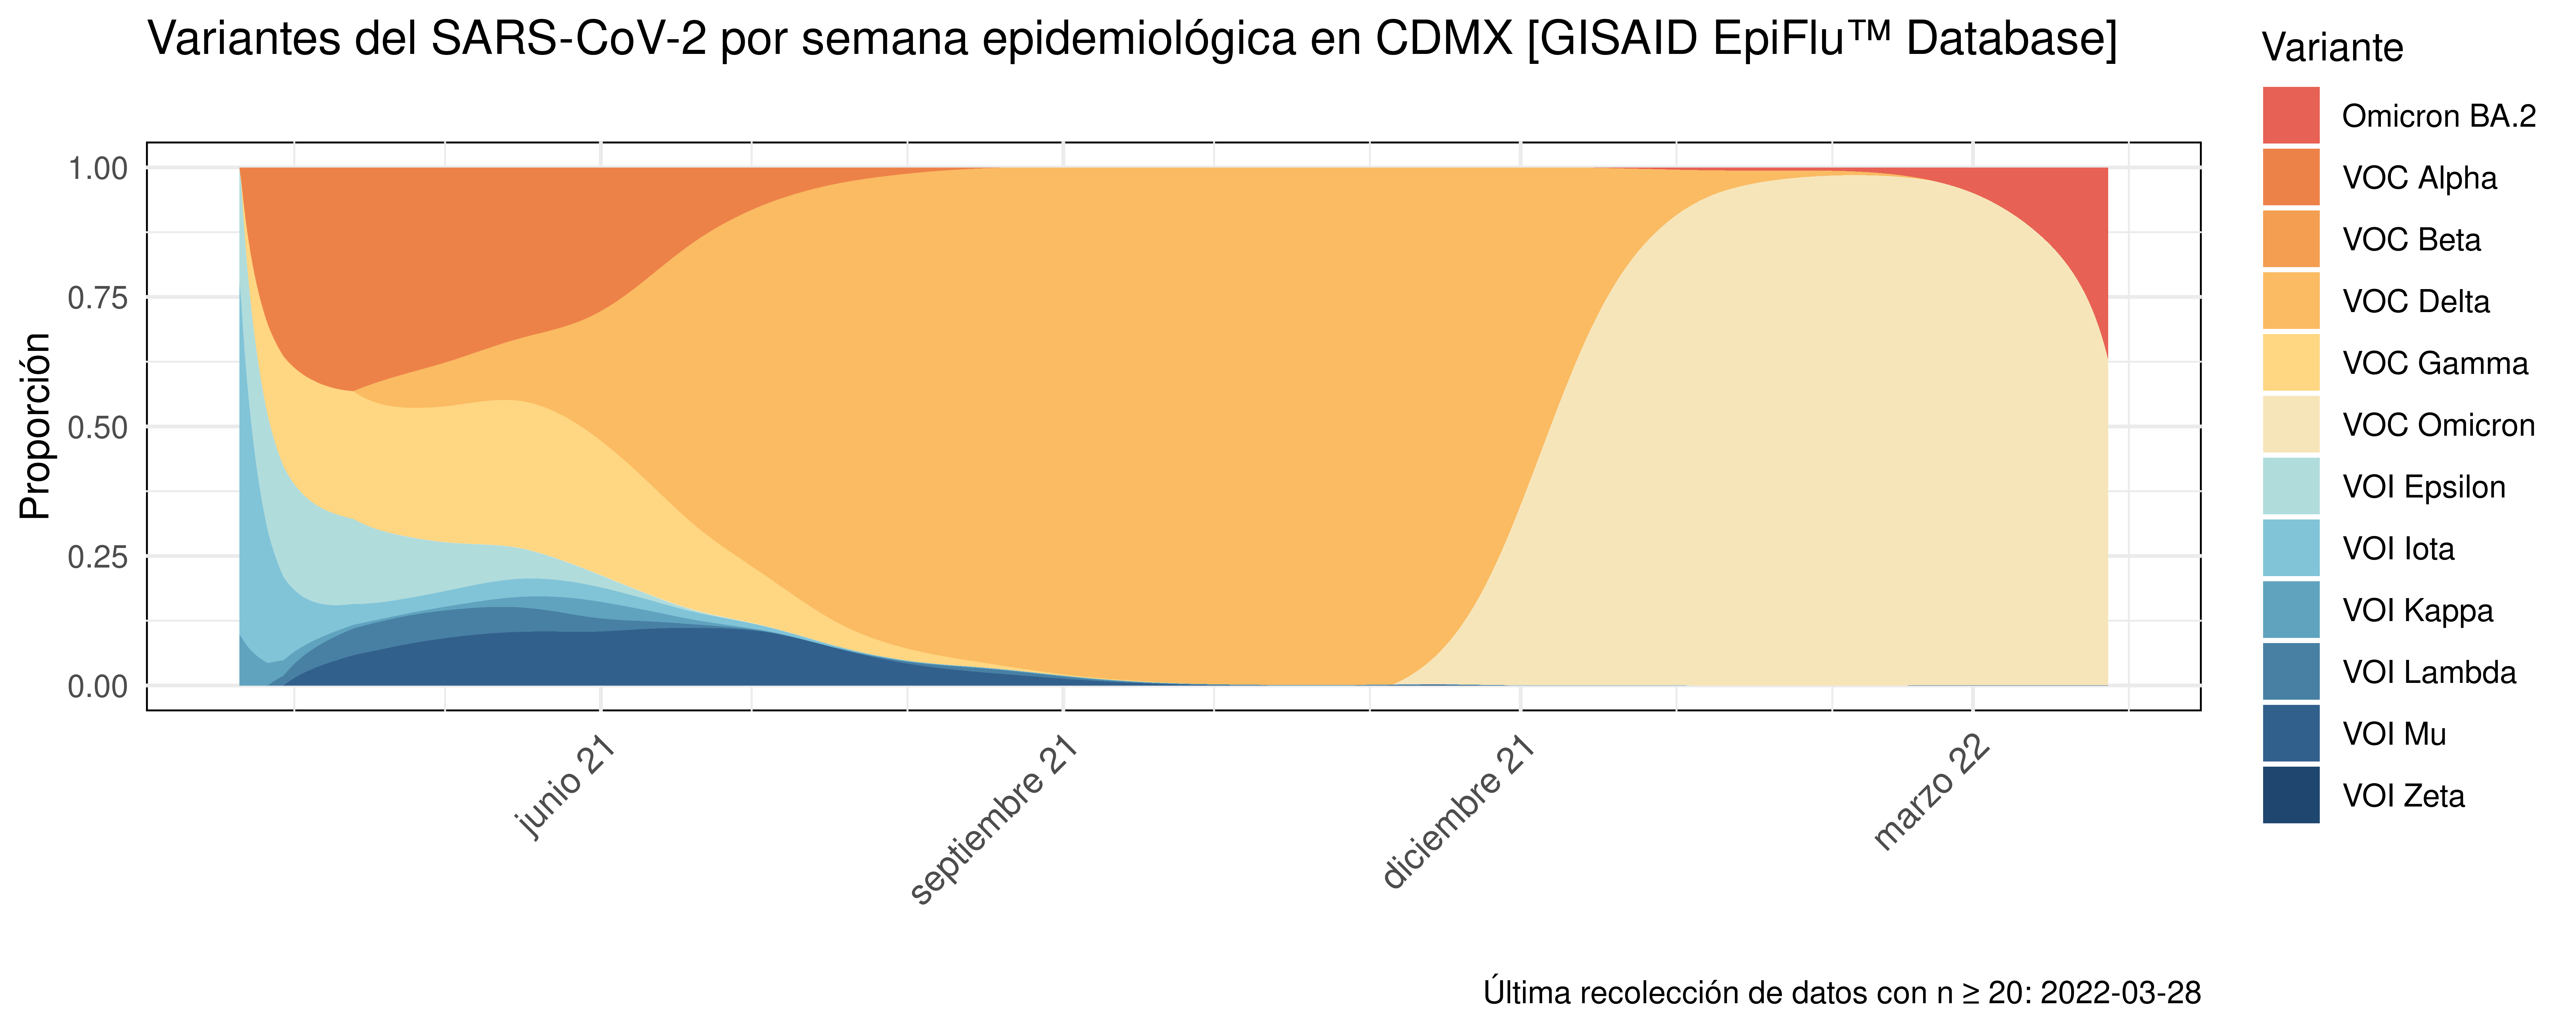 Variantes del SARS-CoV-2 por semana epidemiológica en CDMX [GISAID EpiFlu™ Database]
Variante
Omicron BA.2
VOC Alpha
VOC Beta
VOC Delta
VOC Gamma
VOC Omicron
VOI Epsilon
VOI Iota
VOI Kappa
VOI Lambda
VOI Mu
VOI Zeta
Proporción
1.00
0.75
0.50
0.25
0.00
junio 21
septiembre 21
diciembre 21
marzo 22
Última recolección de datos con n ≥ 20: 2022-03-28